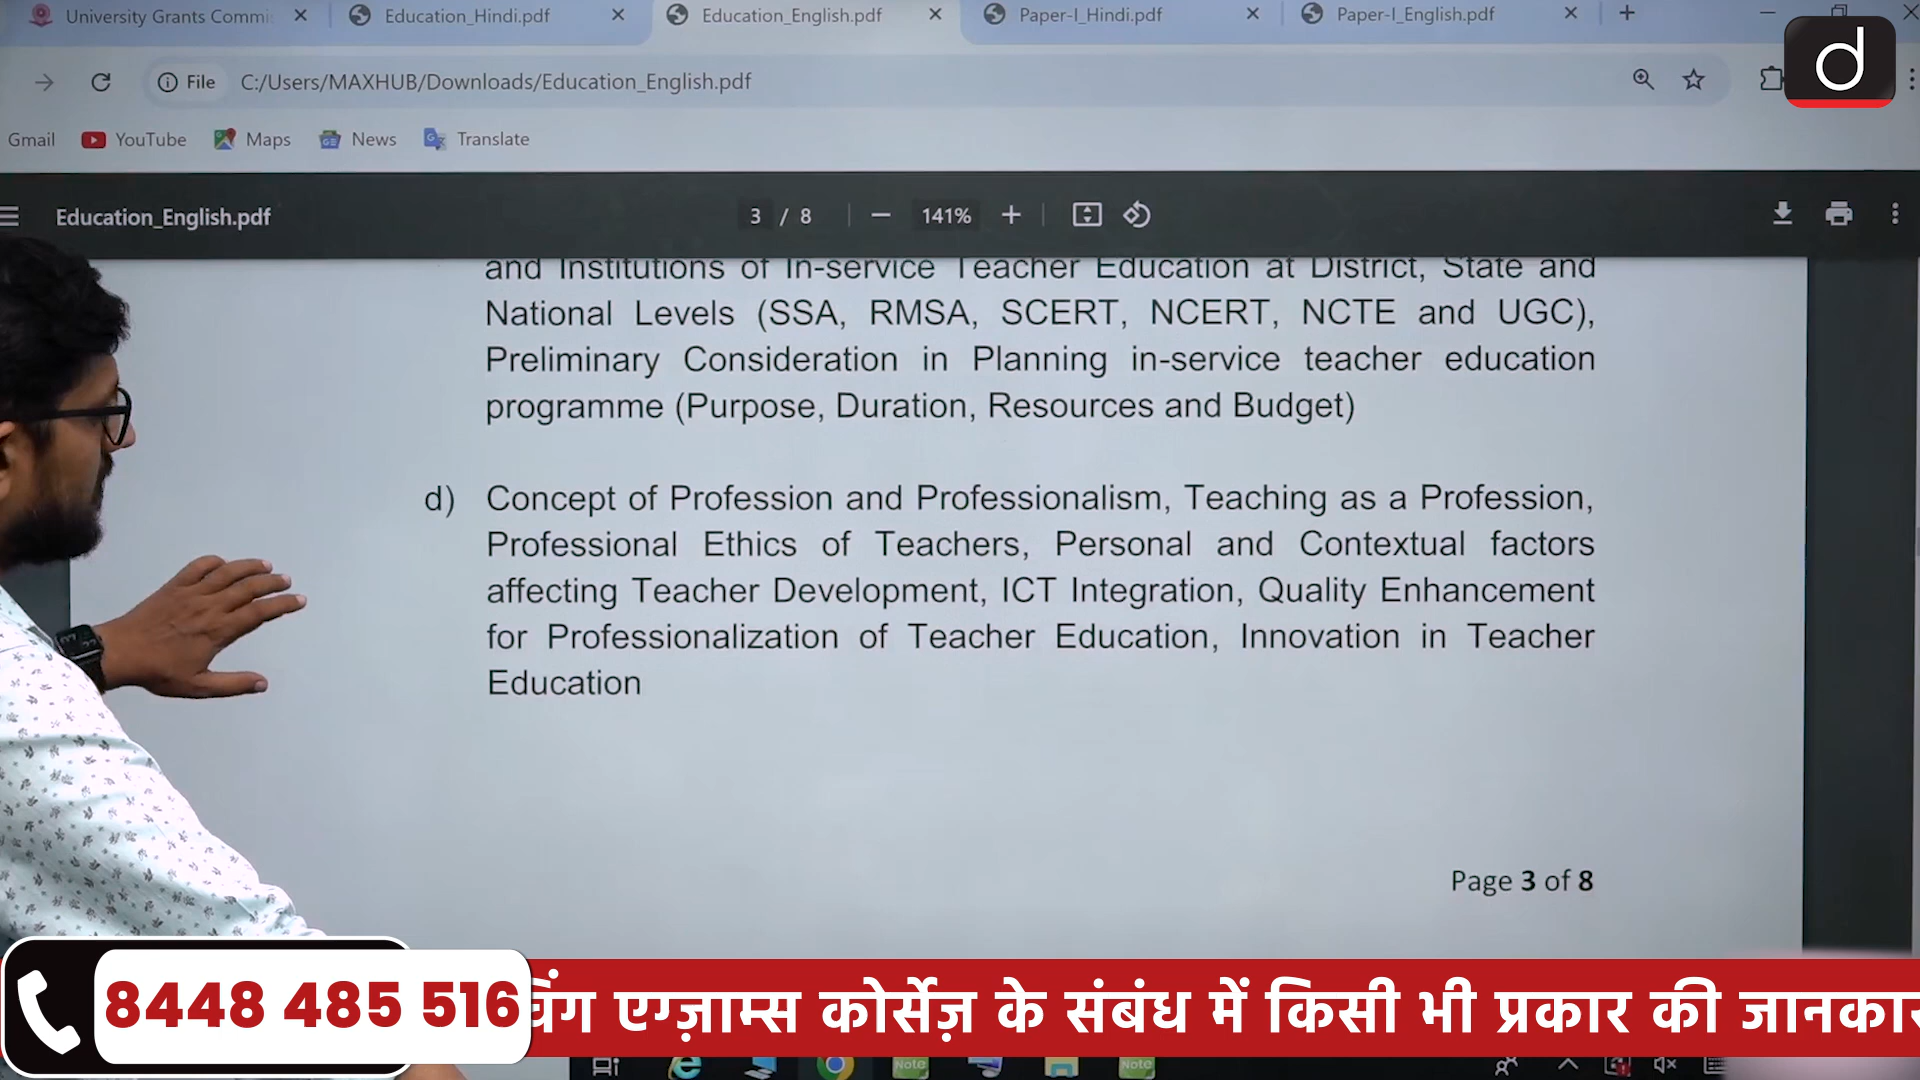 University Grants Commi
Education_Hindi.pdf
Education_English.pdf
Paper-I_Hindi.pdf
Paper-I_English.pdf
File
C:/Users/MAXHUB/Downloads/Education_English.pdf
Gmail
YouTube
Maps
News
Translate
Education_English.pdf
3 / 8
141%
and Institutions of In-service Teacher Education at District, State and
National Levels (SSA, RMSA, SCERT, NCERT, NCTE and UGC),
Preliminary Consideration in Planning in-service teacher education
programme (Purpose, Duration, Resources and Budget)
d) Concept of Profession and Professionalism, Teaching as a Profession,
Professional Ethics of Teachers, Personal and Contextual factors
affecting Teacher Development, ICT Integration, Quality Enhancement
for Professionalization of Teacher Education, Innovation in Teacher
Education
Page 3 of 8
8448 485 516
एग्ज़ाम्स कोर्सेज़ के संबंध में किसी भी प्रकार की
Note
Note
d